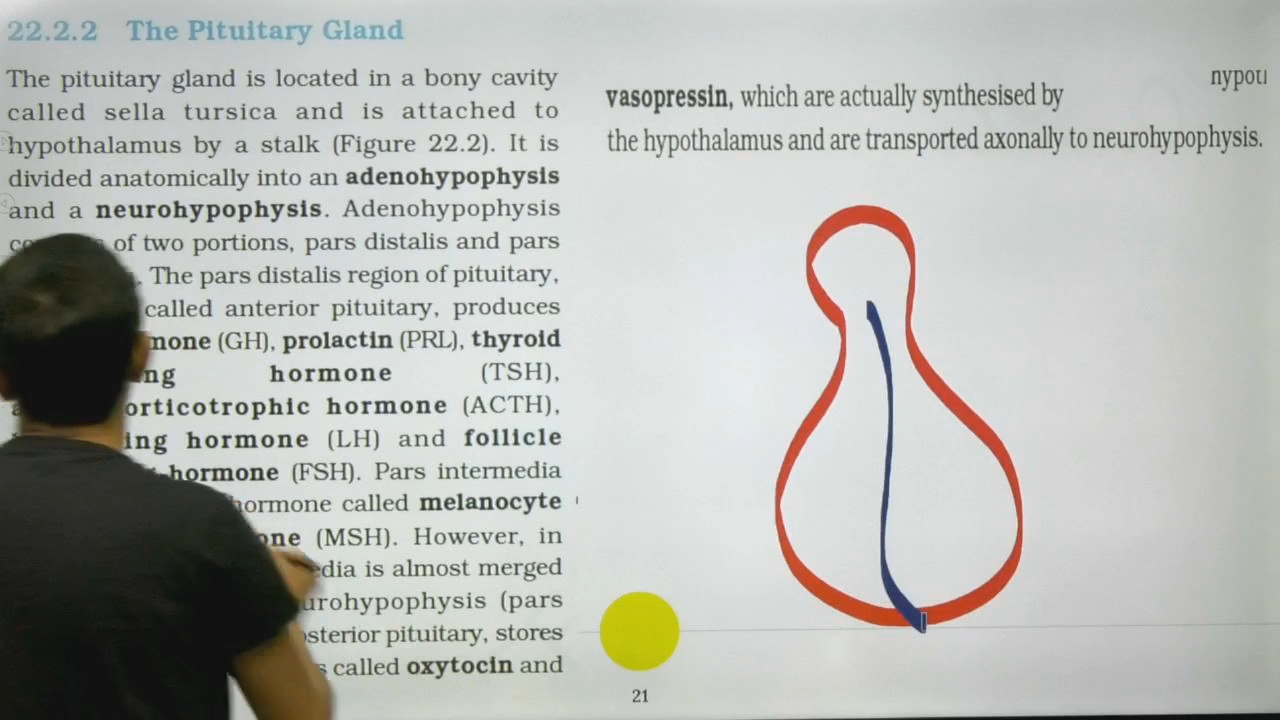 22.2.2 The Pituitary Gland
The pituitary gland is located in a bony cavity
called sella tursica and is attached to
hypothalamus by a stalk (Figure 22.2). It is
divided anatomically into an adenohypophysis
and a neurohypophysis. Adenohypophysis
of two portions, pars distalis and pars
. The pars distalis region of pituitary,
called anterior pituitary, produces
mone (GH), prolactin (PRL), thyroid
ng hormone (TSH),
orticotrophic hormone (ACTH),
ing hormone (LH) and follicle
hormone (FSH). Pars intermedia
hormone called melanocyte
one (MSH). However, in
edia is almost merged
urohypophysis (pars
osterior pituitary, stores
s called oxytocin and
nypou
vasopressin, which are actually synthesised by
the hypothalamus and are transported axonally to neurohypophysis.
21